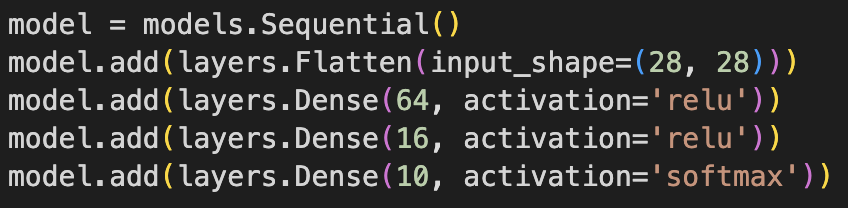 model = models.Sequential()
model.add(layers.Flatten(input_shape=(28, 28)))
model.add(layers.Dense(64, activation='relu'))
model.add(layers.Dense(16, activation='relu'))
model.add(layers.Dense(10, activation='softmax'))